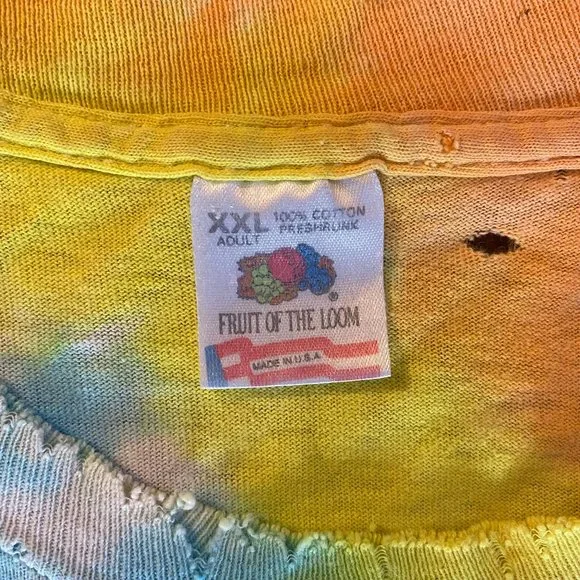 XXL 100% COTTON
ADULT PRESHRUNK
®
FRUIT OF THE LOOM
MADE IN U.S.A.